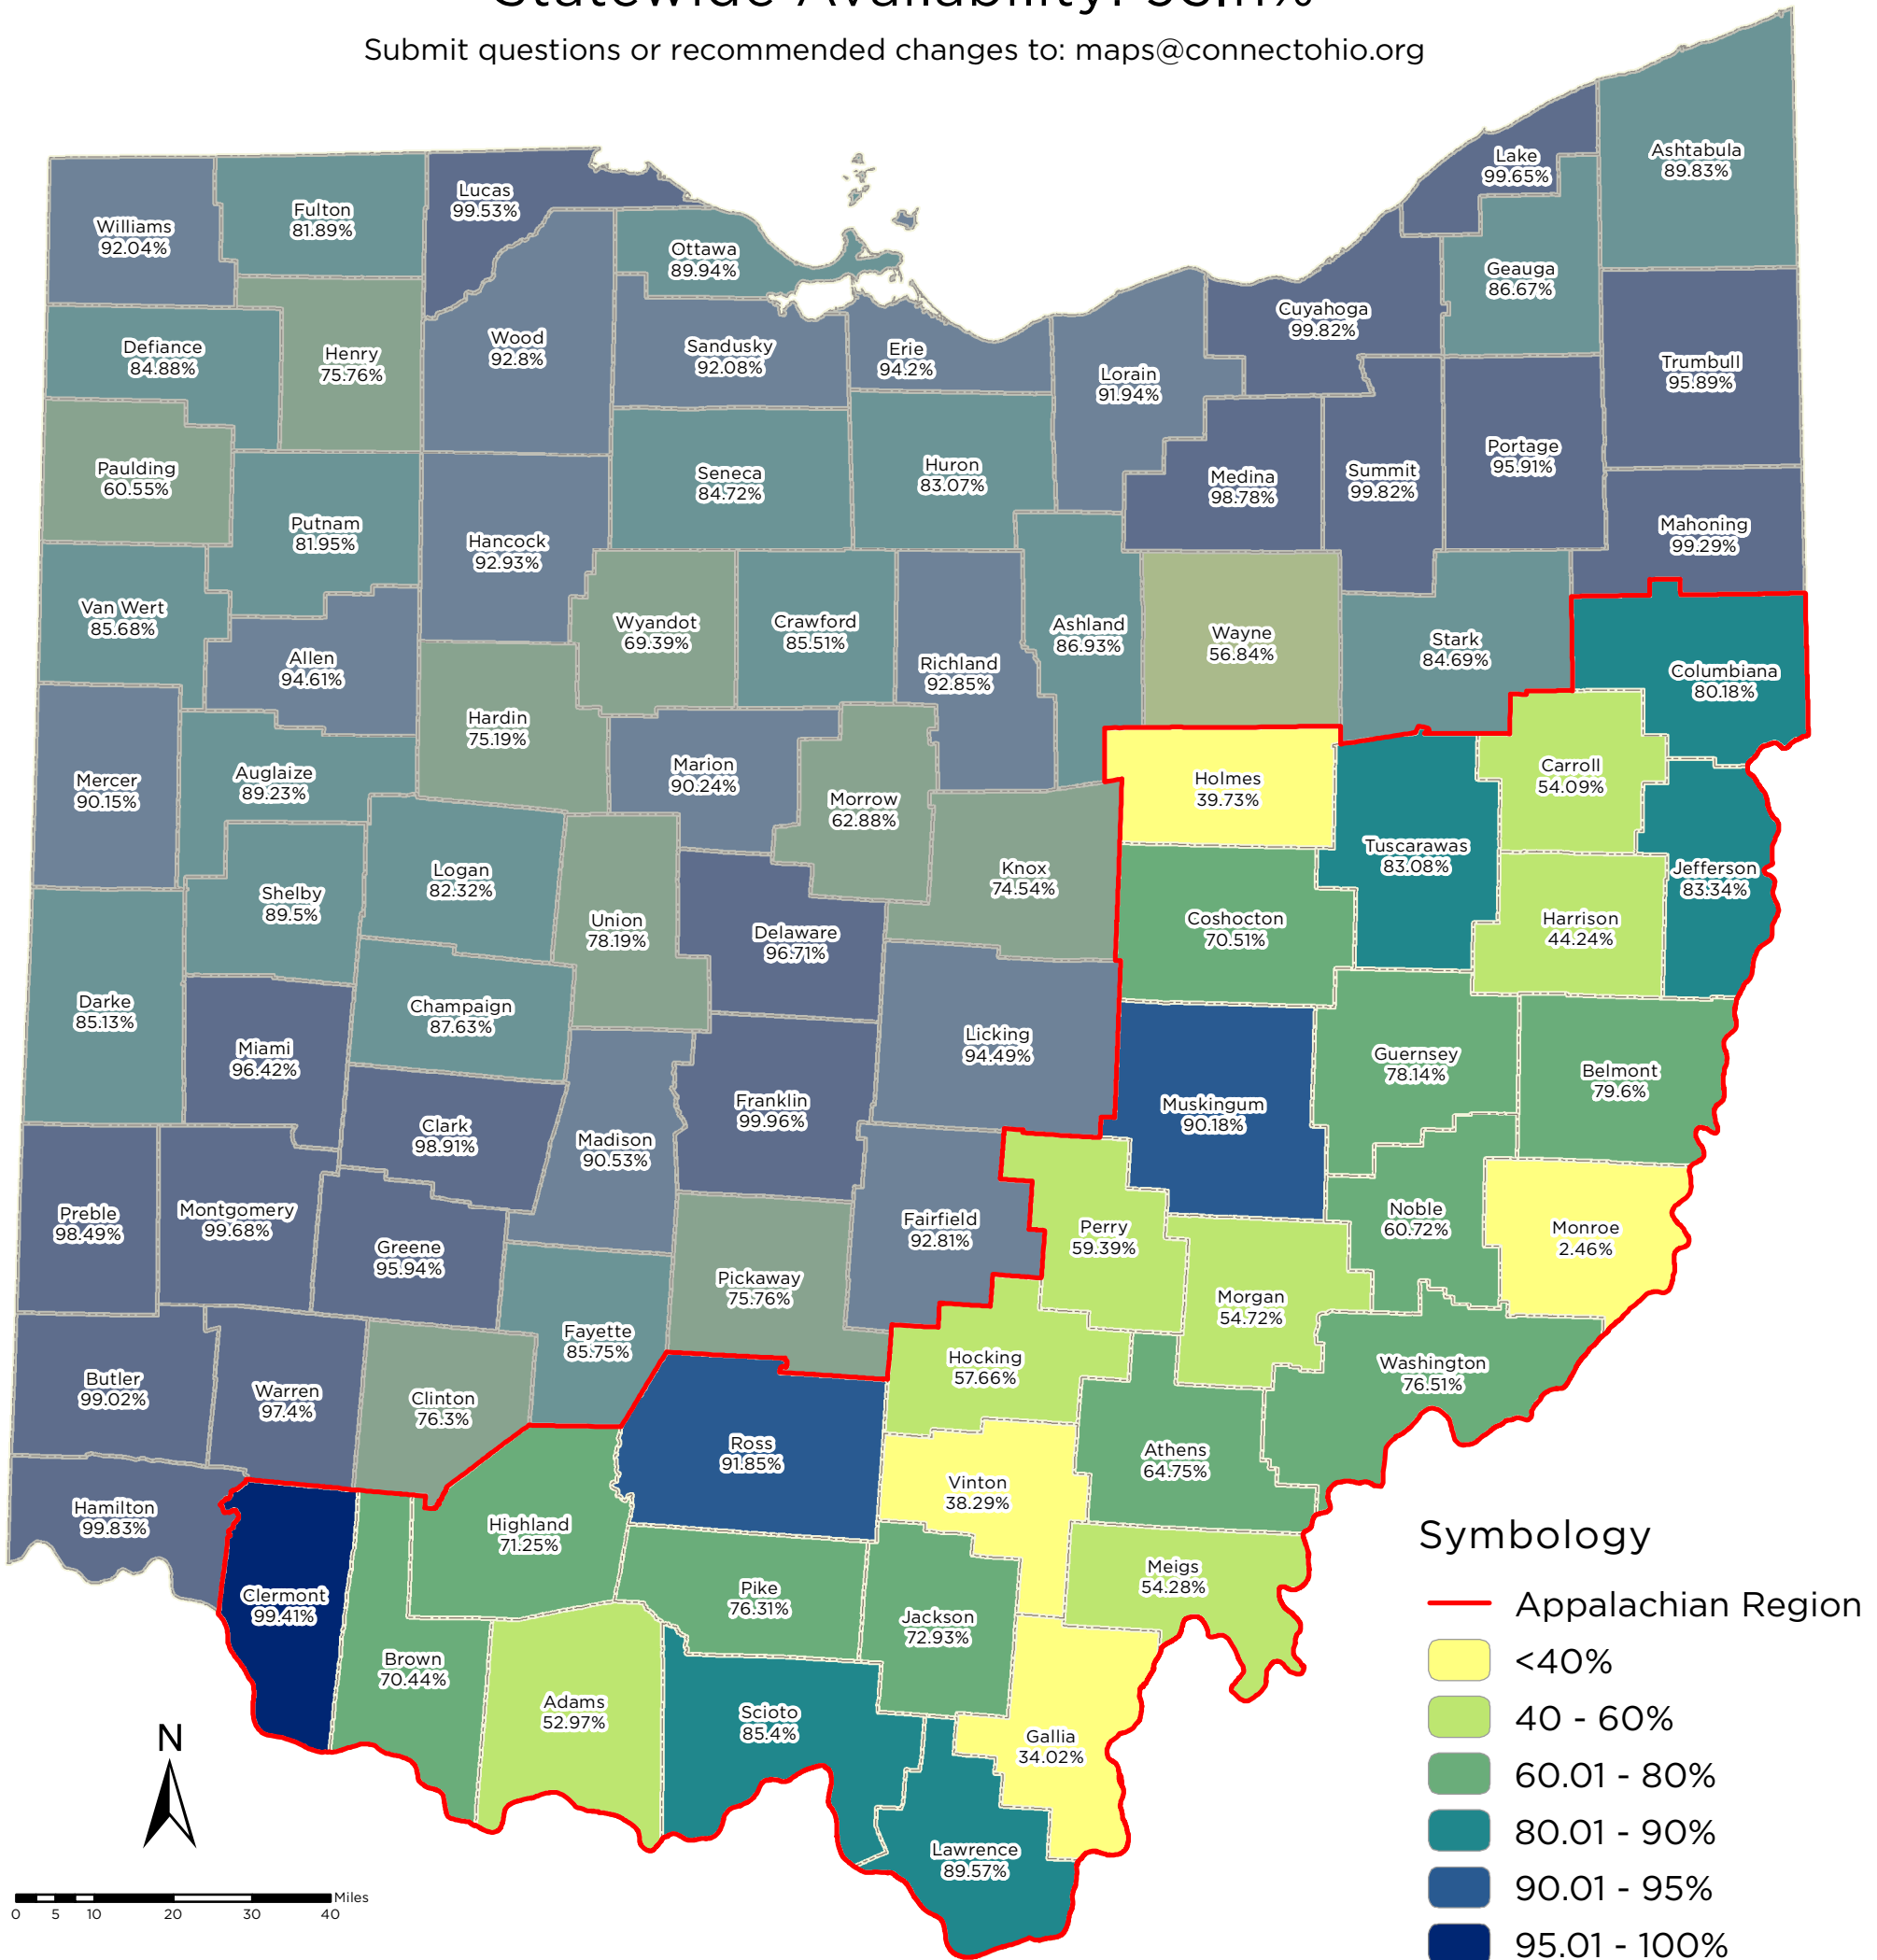 Submit questions or recommended changes to: maps@connectohio.org
Lake
99.65%
Ashtabula
89.83%
Lucas
99.53%
Williams
92.04%
Fulton
81.89%
Ottawa
89.94%
Geauga
86.67%
Cuyahoga
99.82%
Defiance
84.88%
Henry
75.76%
Wood
92.8%
Sandusky
92.08%
Erie
94.2%
Lorain
91.94%
Trumbull
95.89%
Paulding
60.55%
Seneca
84.72%
Huron
83.07%
Medina
98.78%
Summit
99.82%
Portage
95.91%
Putnam
81.95%
Hancock
92.93%
Mahoning
99.29%
Van Wert
85.68%
Allen
94.61%
Wyandot
69.39%
Crawford
85.51%
Richland
92.85%
Ashland
86.93%
Wayne
56.84%
Stark
84.69%
Columbiana
80.18%
Mercer
90.15%
Auglaize
89.23%
Hardin
75.19%
Marion
90.24%
Morrow
62.88%
Holmes
39.73%
Carroll
54.09%
Tuscarawas
83.08%
Jefferson
83.34%
Shelby
89.5%
Logan
82.32%
Union
78.19%
Delaware
96.71%
Knox
74.54%
Coshocton
70.51%
Harrison
44.24%
Darke
85.13%
Miami
96.42%
Champaign
87.63%
Licking
94.49%
Guernsey
78.14%
Belmont
79.6%
Clark
98.91%
Madison
90.53%
Franklin
99.96%
Muskingum
90.18%
Preble
98.49%
Montgomery
99.68%
Greene
95.94%
Pickaway
75.76%
Fairfield
92.81%
Perry
59.39%
Noble
60.72%
Monroe
2.46%
Morgan
54.72%
Butler
99.02%
Warren
97.4%
Clinton
76.3%
Fayette
85.75%
Hocking
57.66%
Washington
76.51%
Ross
91.85%
Athens
64.75%
Vinton
38.29%
Hamilton
99.83%
Highland
71.25%
Clermont
99.41%
Pike
76.31%
Jackson
72.93%
Meigs
54.28%
Brown
70.44%
Adams
52.97%
Scioto
85.4%
Gallia
34.02%
Lawrence
89.57%
Symbology
Appalachian Region
<40%
40 - 60%
60.01 - 80%
80.01 - 90%
90.01 - 95%
95.01 - 100%
N
Miles
0 5 10 20 30 40